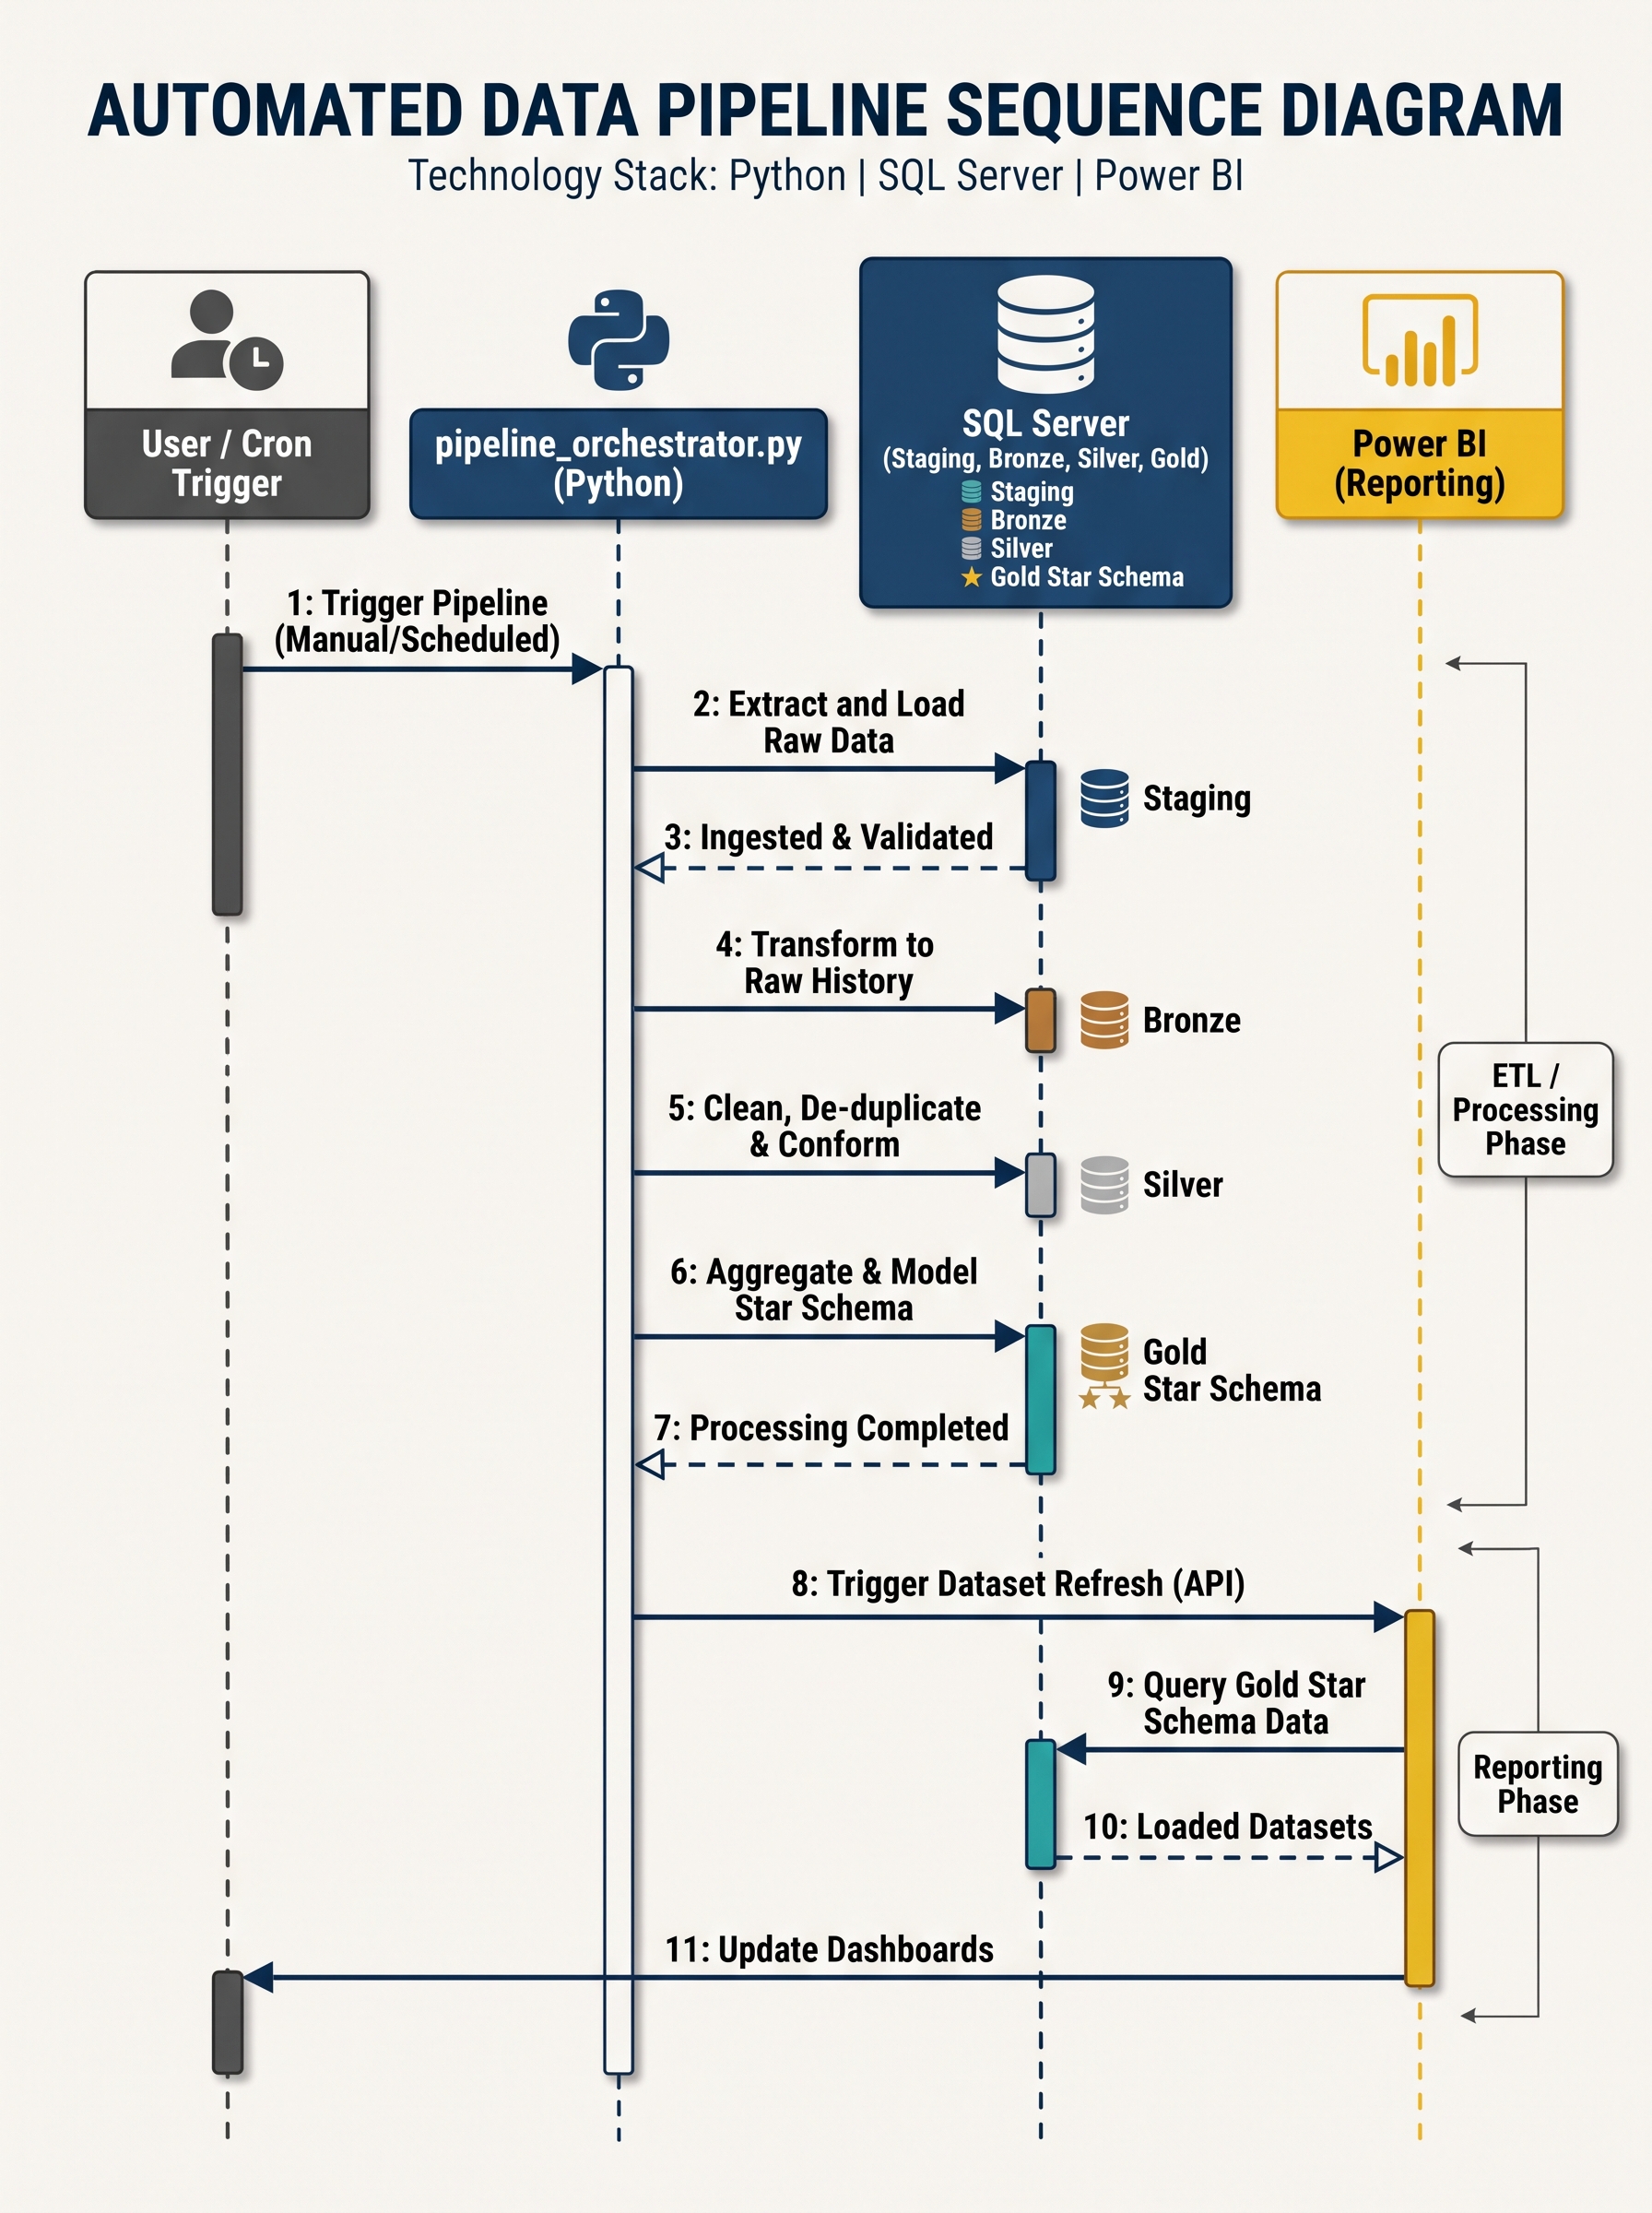 AUTOMATED DATA PIPELINE SEQUENCE DIAGRAM
Technology Stack: Python | SQL Server | Power BI
User / Cron
Trigger
pipeline_orchestrator.py
(Python)
SQL Server
(Staging, Bronze, Silver, Gold)
Staging
Bronze
Silver
Gold Star Schema
Power BI
(Reporting)
1: Trigger Pipeline
(Manual/Scheduled)
2: Extract and Load
Raw Data
Staging
3: Ingested & Validated
4: Transform to
Raw History
Bronze
ETL /
Processing
Phase
5: Clean, De-duplicate
& Conform
Silver
6: Aggregate & Model
Star Schema
Gold
Star Schema
7: Processing Completed
8: Trigger Dataset Refresh (API)
9: Query Gold Star
Schema Data
Reporting
Phase
10: Loaded Datasets
11: Update Dashboards